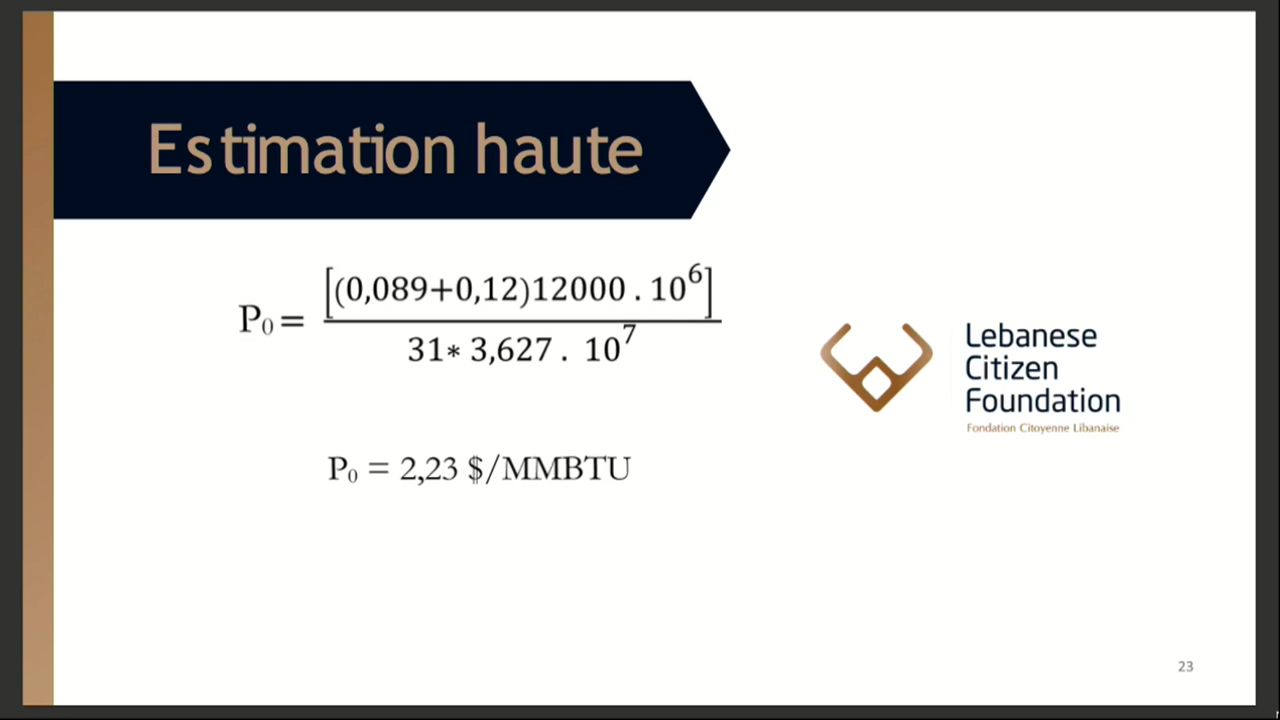 Estimation haute
P₀ = [(0,089+0,12)12000 . 10⁶]
31* 3,627 . 10⁷
P₀ = 2,23 $/MMBTU
Lebanese
Citizen
Foundation
Fondation Citoyenne Libanaise
23